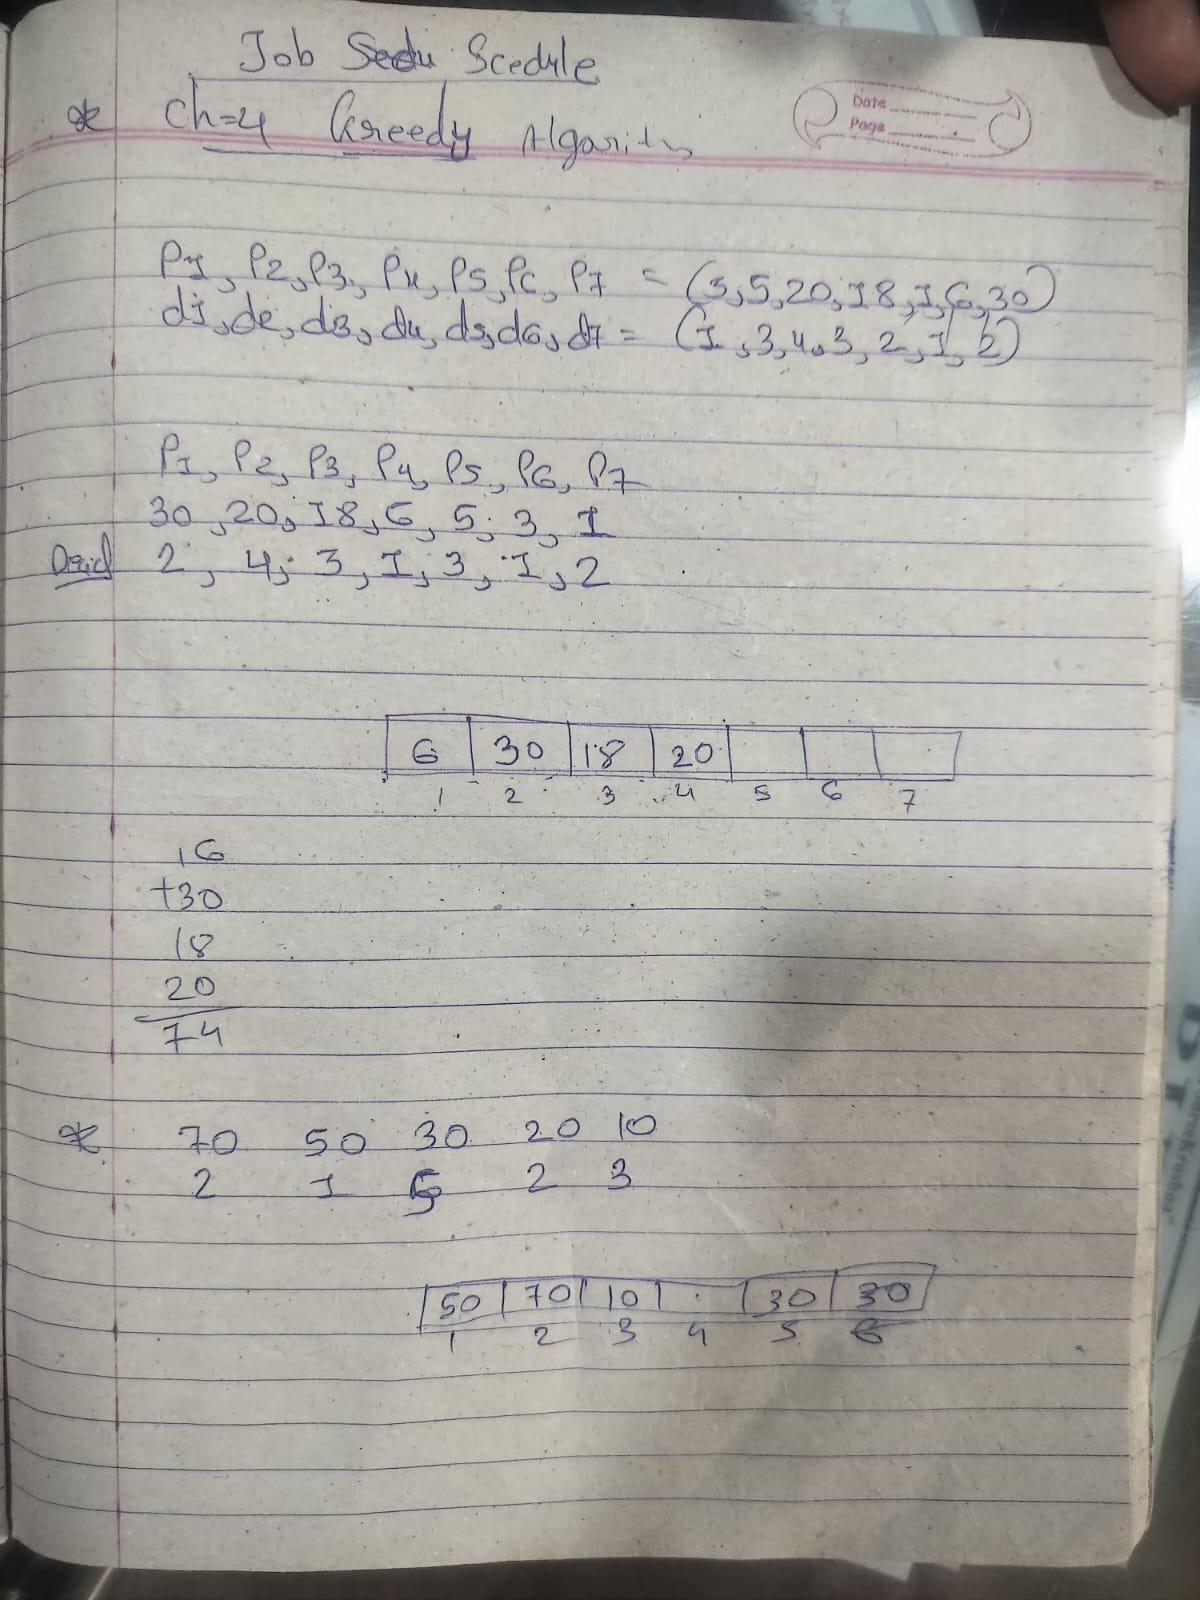 Job Scedule
Date
Page
Ch=4 Greedy Algorith
P1, P2, P3, P4, P5, P6, P7 = (3, 5, 20, 18, 1, 6, 30)
d1, d2, d3, d4, d5, d6, d7 = (1, 3, 4, 3, 2, 1, 2)
P1, P2, P3, P4, P5, P6, P7
30, 20, 18, 6, 5, 3, 1
2, 4, 3, 1, 3, 1, 2
6 30 18 20
1 2 3 4 5 6 7
6
+30
18
20
74
70 50 30 20 10
2 1 5 2 3
50 70 10 30 30
1 2 3 4 5 6